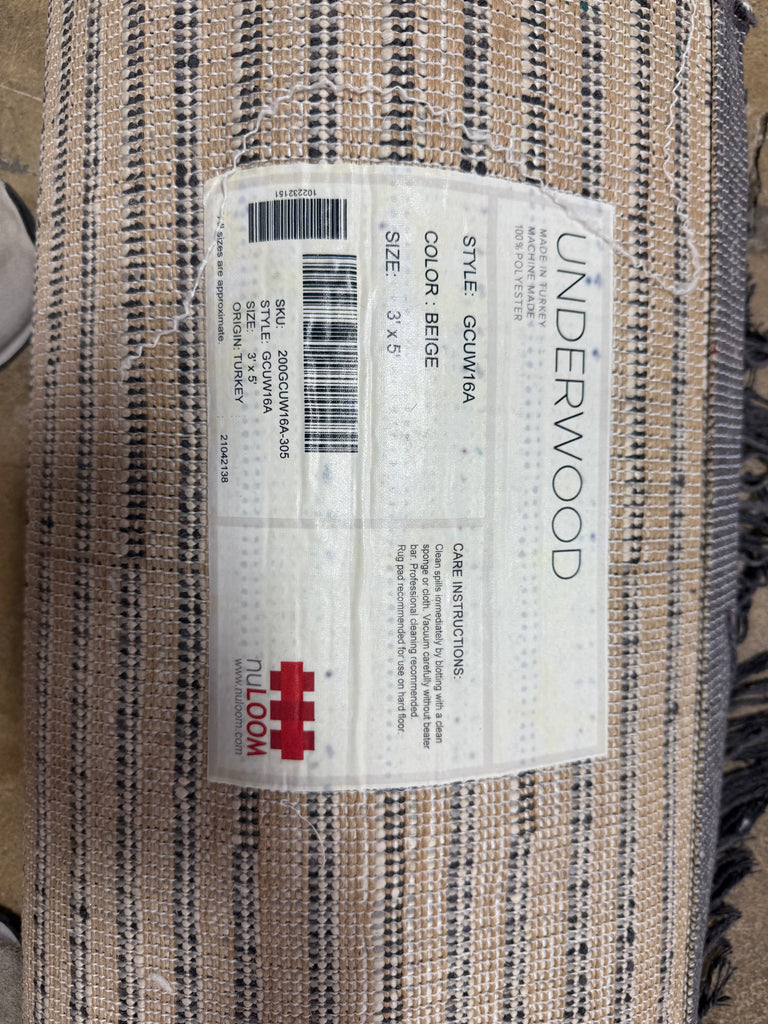 UNDERWOOD
MADE IN TURKEY
MACHINE MADE
100% POLYESTER
STYLE: GCUW16A
COLOR : BEIGE
SIZE: 3' x 5'
CARE INSTRUCTIONS:
Clean spills immediately by blotting with a clean
sponge or cloth. Vacuum carefully without beater
bar. Professional cleaning recommended.
Rug pad recommended for use on hard floor.
SKU: 200GCUW16A-305
STYLE: GCUW16A
SIZE: 3' x 5'
ORIGIN: TURKEY
102232151
sizes are approximate.
21042138
nuLOOM
www.nuloom.com